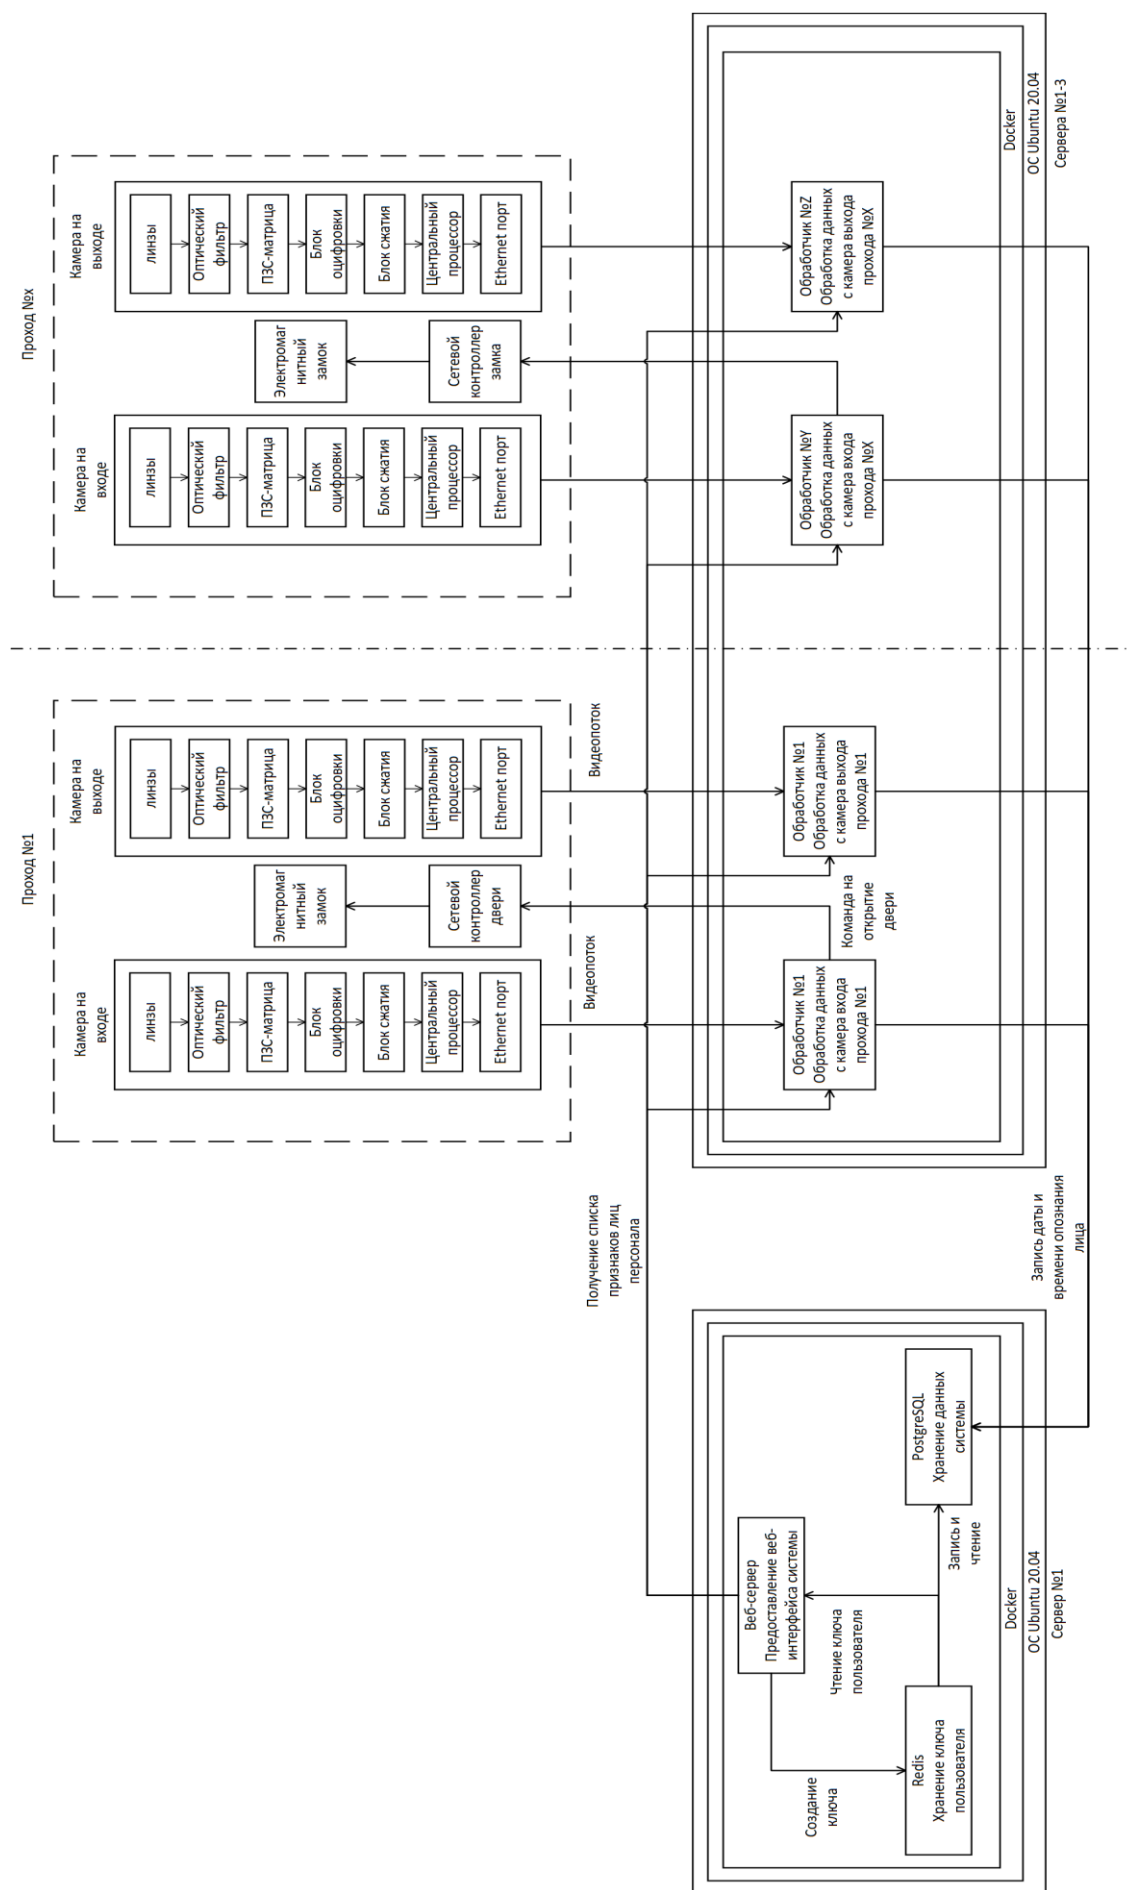 Проход №1
Камера на
входе
линзы
Оптический
фильтр
ПЗС-матрица
Блок
оцифровки
Блок сжатия
Центральный
процессор
Ethernet порт
Электромаг
нитный
замок
Сетевой
контроллер
двери
Камера на
выходе
линзы
Оптический
фильтр
ПЗС-матрица
Блок
оцифровки
Блок сжатия
Центральный
процессор
Ethernet порт
Проход №x
Камера на
входе
линзы
Оптический
фильтр
ПЗС-матрица
Блок
оцифровки
Блок сжатия
Центральный
процессор
Ethernet порт
Электромаг
нитный
замок
Сетевой
контроллер
замка
Камера на
выходе
линзы
Оптический
фильтр
ПЗС-матрица
Блок
оцифровки
Блок сжатия
Центральный
процессор
Ethernet порт
Получение списка
признаков лиц
персонала
Видеопоток
Видеопоток
Веб-сервер
Предоставление веб-
интерфейса системы
Создание
ключа
Чтение ключа
пользователя
Redis
Хранение ключа
пользователя
Запись и
чтение
PostgreSQL
Хранение данных
системы
Docker
ОС Ubuntu 20.04
Сервер №1
Обработчик №1
Обработка данных
с камера входа
прохода №1
Команда на
открытие
двери
Обработчик №1
Обработка данных
с камера выхода
прохода №1
Обработчик №Y
Обработка данных
с камера входа
прохода №X
Обработчик №Z
Обработка данных
с камера выхода
прохода №X
Docker
ОС Ubuntu 20.04
Сервера №1-3
Запись даты и
времени опознания
лица